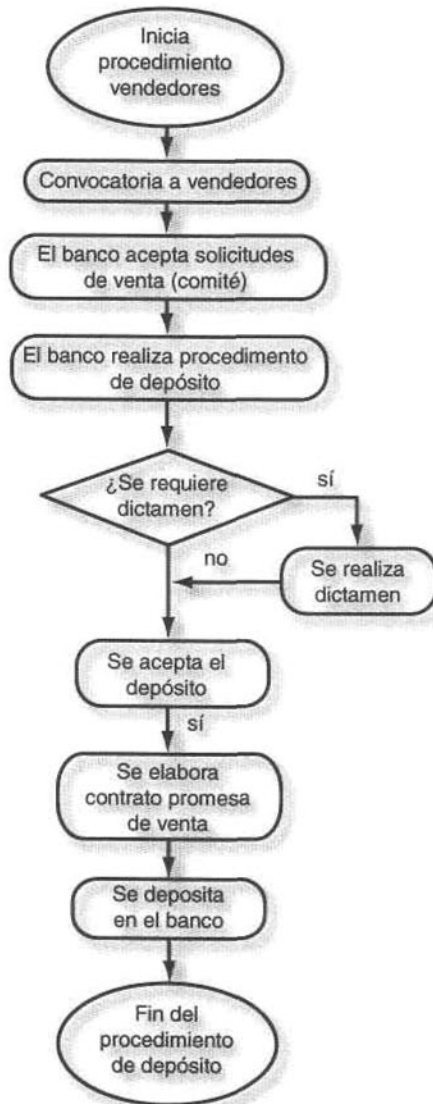 Inicia
procedimiento
vendedores
Convocatoria a vendedores
El banco acepta solicitudes
de venta (comité)
El banco realiza procedimento
de depósito
¿Se requiere
dictamen?
sí
no
Se realiza
dictamen
Se acepta el
depósito
sí
Se elabora
contrato promesa
de venta
Se deposita
en el banco
Fin del
procedimiento
de depósito